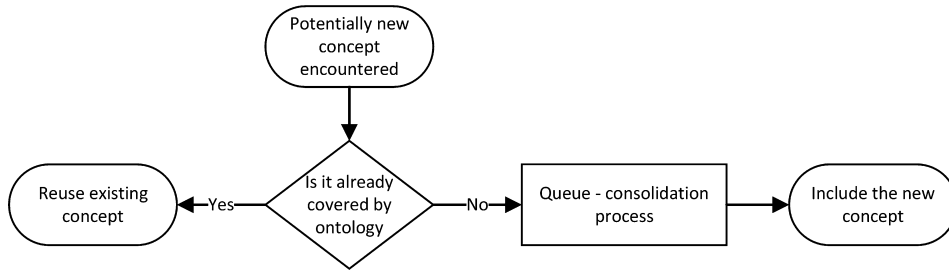 Potentially new
concept
encountered
Reuse existing
concept
Yes
Is it already
covered by
ontology
No
Queue - consolidation
process
Include the new
concept